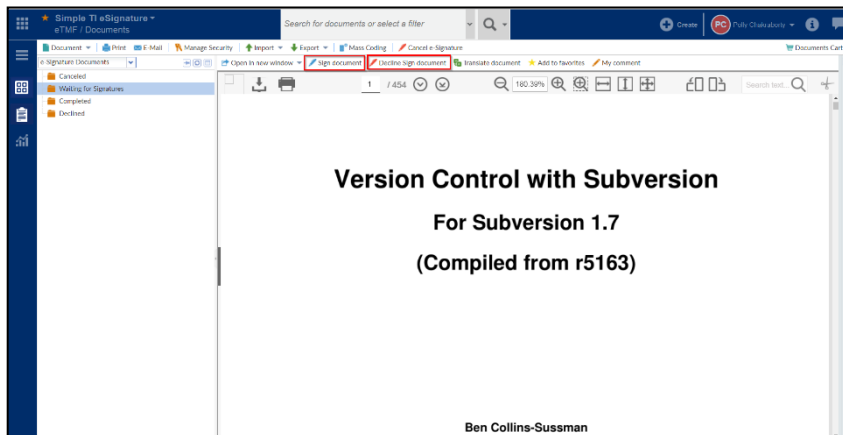 Simple TI eSignature
eTMF / Documents
Search for documents or select a filter
Create
PC
Polly Chakraborty
Document
Print
E-Mail
Manage Security
Import
Export
Mass Coding
Cancel e-Signature
Documents Cart
e-Signature Documents
Open in new window
Sign document
Decline Sign document
Translate document
Add to favorites
My comment
Canceled
Waiting for Signatures
Completed
Declined
1 / 454
160.39%
Search text...
Version Control with Subversion
For Subversion 1.7
(Compiled from r5163)
Ben Collins-Sussman